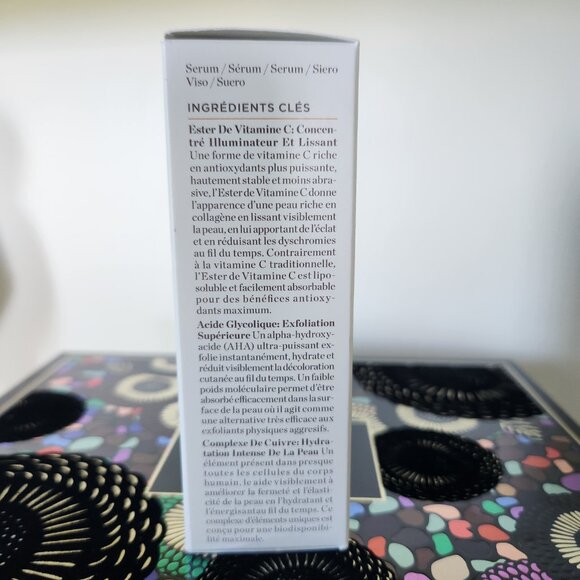 Serum / Sérum / Serum / Siero
Viso / Suero
INGRÉDIENTS CLÉS
Ester De Vitamine C: Concen-
tré Illuminateur Et Lissant
Une forme de vitamine C riche
en antioxydants plus puissante,
hautement stable et moins abra-
sive, l'Ester de Vitamine C donne
l'apparence d'une peau riche en
collagène en lissant visiblement
la peau, en lui apportant de l'éclat
et en réduisant les dyschromies
au fil du temps. Contrairement
à la vitamine C traditionnelle,
l'Ester de Vitamine C est lipo-
soluble et facilement absorbable
pour des bénéfices antioxy-
dants maximum.
Acide Glycolique: Exfoliation
Supérieure Un alpha-hydroxy-
acide (AHA) ultra-puissant ex-
folie instantanément, hydrate et
réduit visiblement la décoloration
cutanée au fil du temps. Un faible
poids moléculaire permet d'être
absorbé efficacement dans la sur-
face de la peau où il agit comme
une alternative très efficace aux
exfoliants physiques aggresifs.
Complexe De Cuivre: Hydra-
tation Intense De La Peau Un
élément présent dans presque
toutes les cellules du corps
humain, le aide visiblement à
améliorer la fermeté et l'élasti-
cité de la peau en l'hydratant et
l'énergisant au fil du temps. Ce
complexe d'éléments uniques est
conçu pour une biodisponibi-
lité maximale.